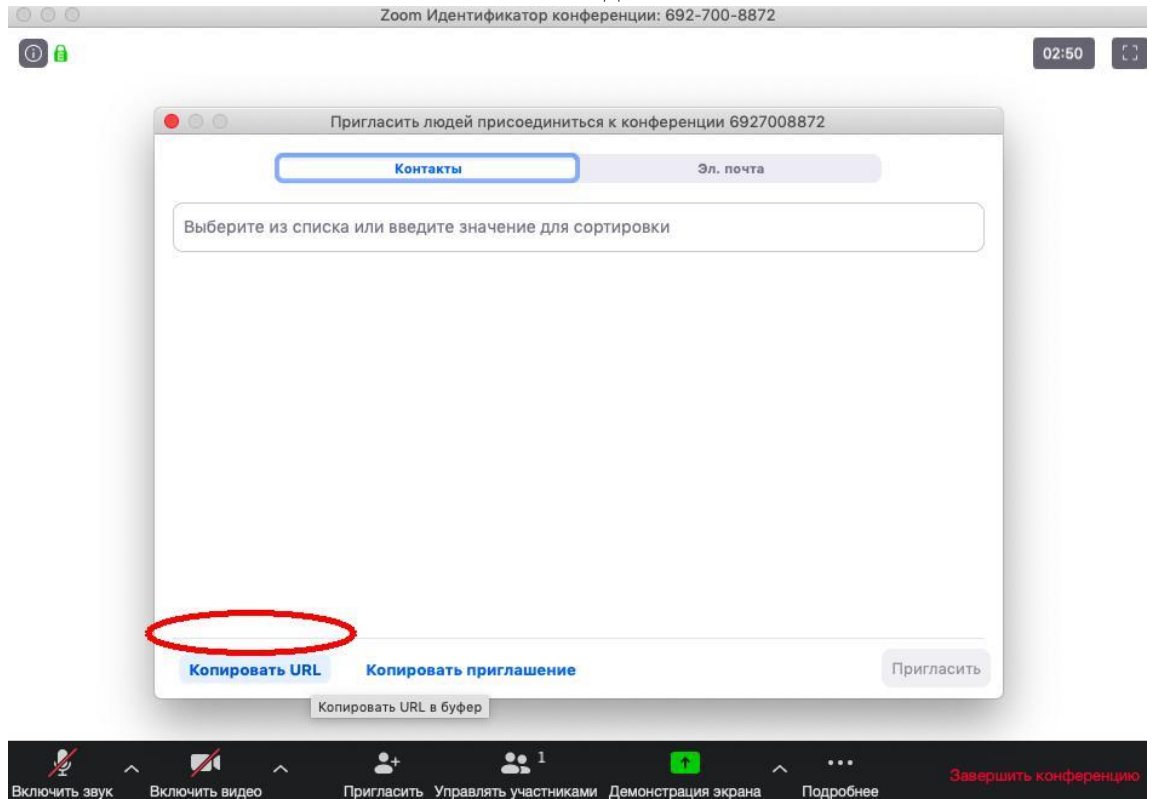 Zoom Идентификатор конференции: 692-700-8872
02:50
Пригласить людей присоединиться к конференции 6927008872
Контакты
Эл. почта
Выберите из списка или введите значение для сортировки
Копировать URL
Копировать приглашение
Пригласить
Копировать URL в буфер
1
Включить звук
Включить видео
Пригласить
Управлять участниками
Демонстрация экрана
Подробнее
Завершить конференцию